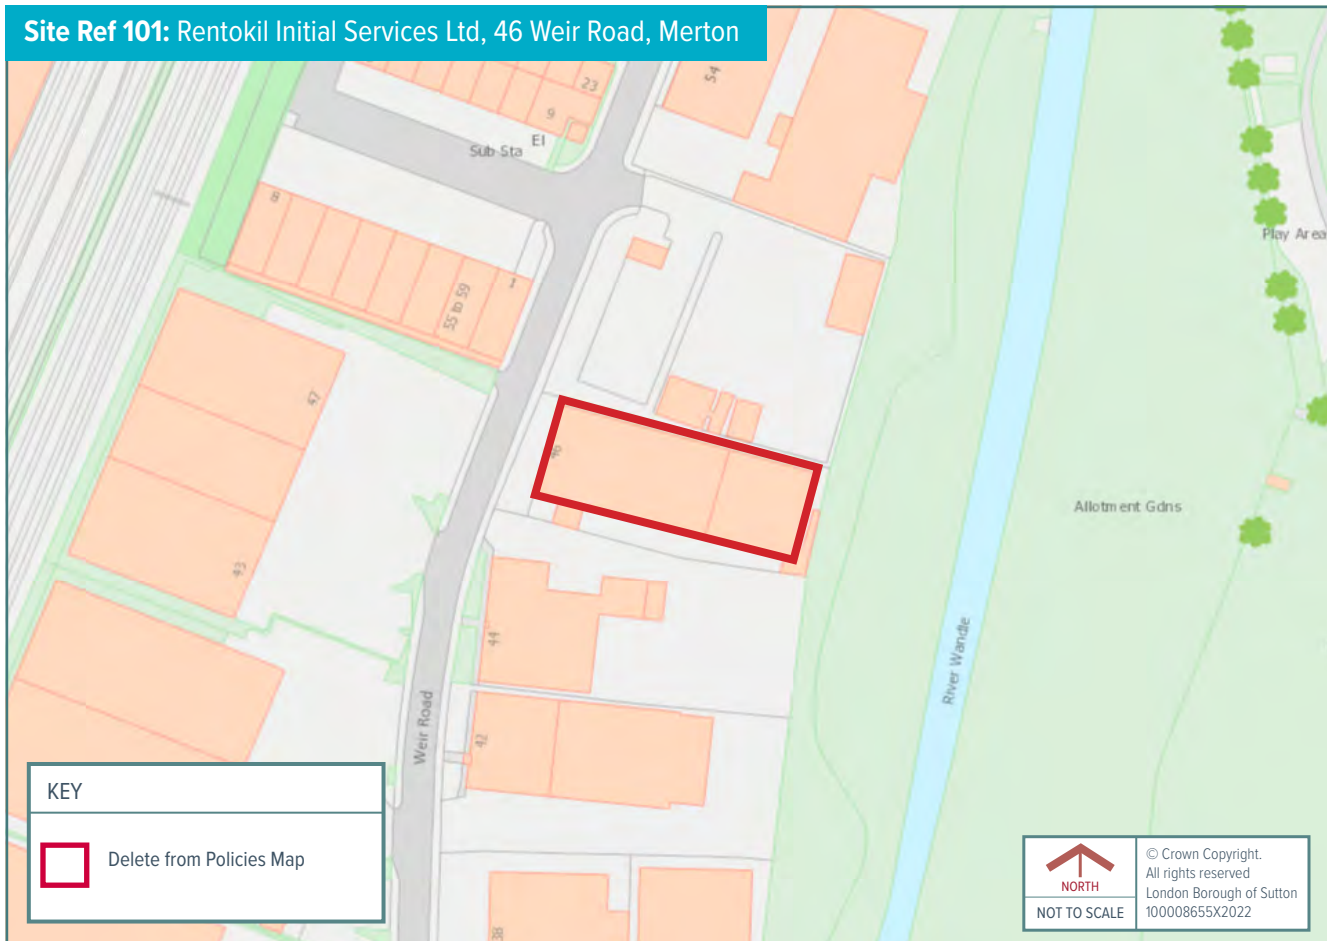 Site Ref 101: Rentokil Initial Services Ltd, 46 Weir Road, Merton
54
23
9
El
Sub Sta
8
Play Area
1
55 to 59
47
46
Allotment Gdns
43
44
River Wandle
Weir Road
42
38
KEY
Delete from Policies Map
NORTH
NOT TO SCALE
© Crown Copyright.
All rights reserved
London Borough of Sutton
100008655X2022